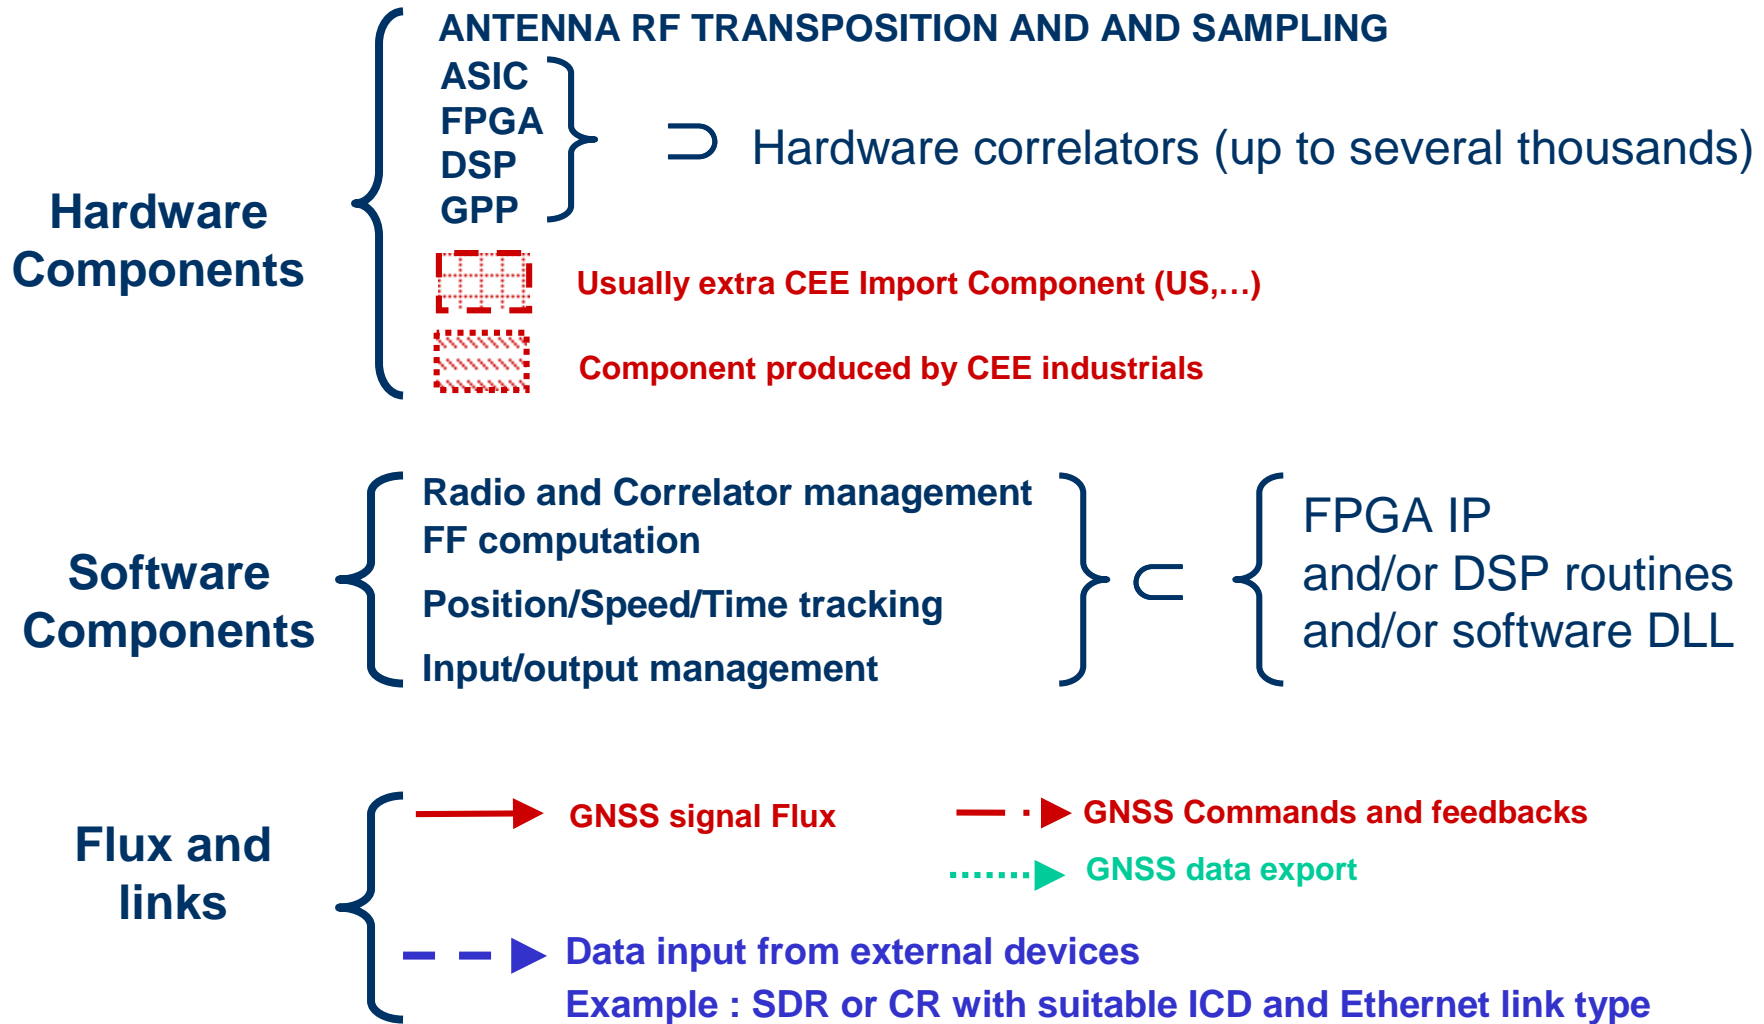 ANTENNA RF TRANSPOSITION AND AND SAMPLING
ASIC
FPGA
DSP
GPP
⊃ Hardware correlators (up to several thousands)
Hardware
Components
Usually extra CEE Import Component (US,...)
Component produced by CEE industrials
Software
Components
Radio and Correlator management
FF computation
Position/Speed/Time tracking
Input/output management
⊂
FPGA IP
and/or DSP routines
and/or software DLL
Flux and
links
GNSS signal Flux
GNSS Commands and feedbacks
GNSS data export
Data input from external devices
Example : SDR or CR with suitable ICD and Ethernet link type